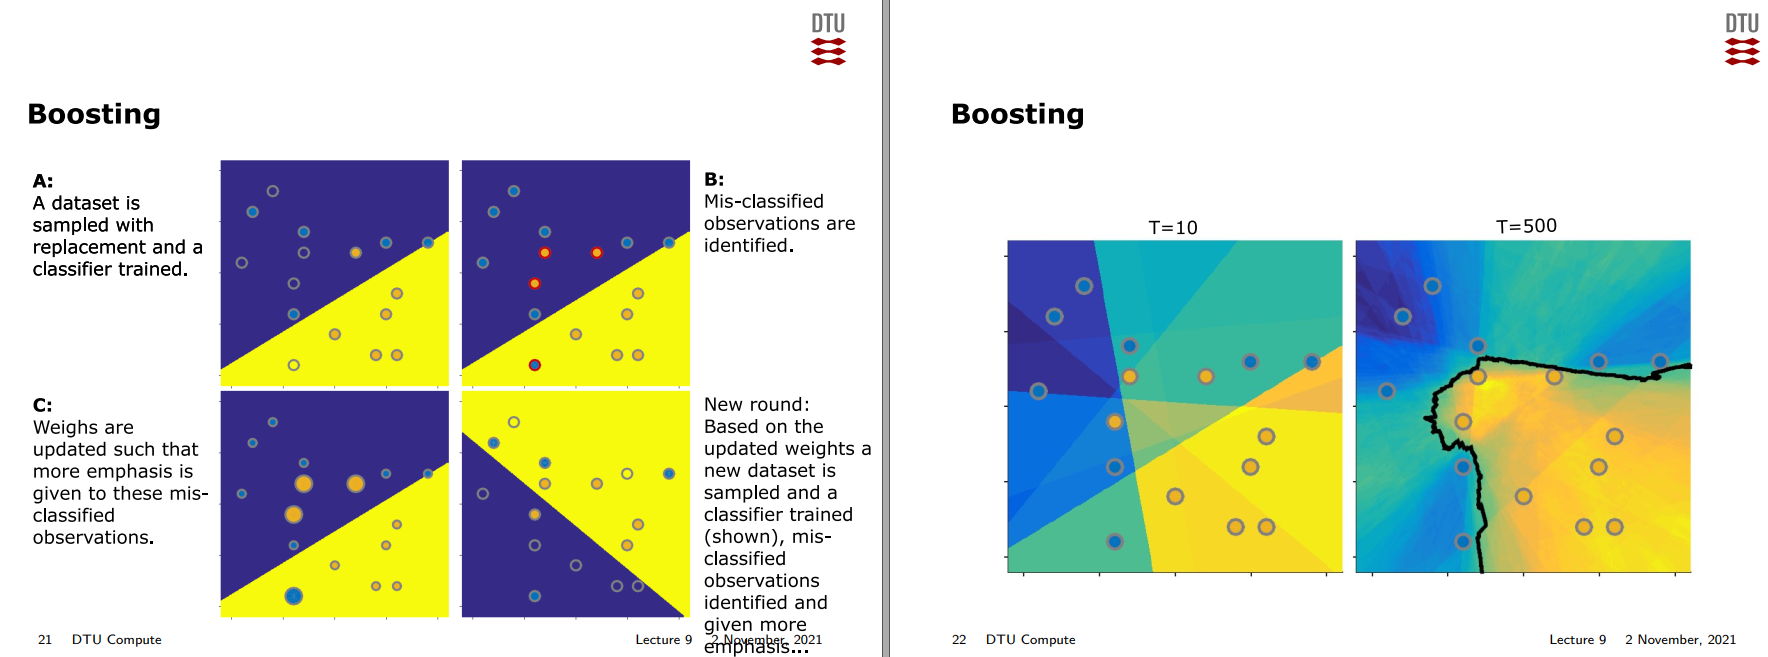 DTU
Boosting
A:
A dataset is
sampled with
replacement and a
classifier trained.
B:
Mis-classified
observations are
identified.
C:
Weighs are
updated such that
more emphasis is
given to these mis-
classified
observations.
New round:
Based on the
updated weights a
new dataset is
sampled and a
classifier trained
(shown), mis-
classified
observations
identified and
given more
emphasis...
21 DTU Compute
Lecture 9 2 November, 2021
DTU
Boosting
T=10
T=500
22 DTU Compute
Lecture 9 2 November, 2021